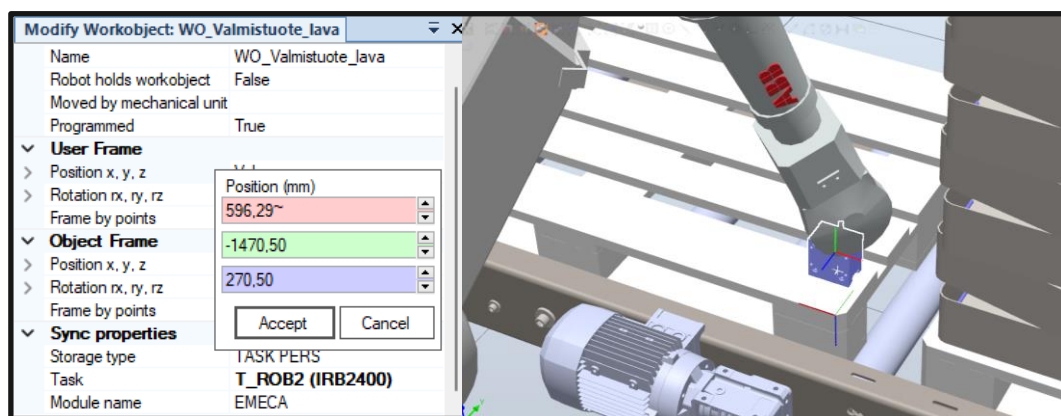 Modify Workobject: WO_Valmistuote_lava
Name WO_Valmistuote_lava
Robot holds workobject False
Moved by mechanical unit
Programmed True
User Frame
Position x, y, z
Rotation rx, ry, rz
Frame by points
Object Frame
Position x, y, z
Rotation rx, ry, rz
Frame by points
Sync properties
Storage type TASK PERS
Task T_ROB2 (IRB2400)
Module name EMECA
Position (mm)
596,29~
-1470,50
270,50
Accept Cancel
ABB